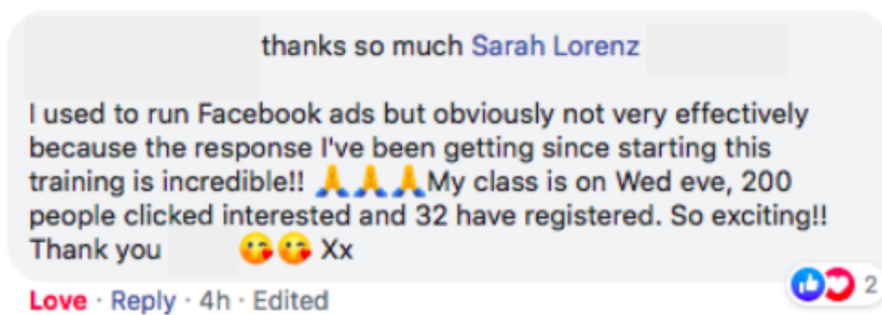 thanks so much Sarah Lorenz
I used to run Facebook ads but obviously not very effectively
because the response I've been getting since starting this
training is incredible!! 🙏🙏🙏My class is on Wed eve, 200
people clicked interested and 32 have registered. So exciting!!
Thank you 😘😘 Xx
2
Love · Reply · 4h · Edited